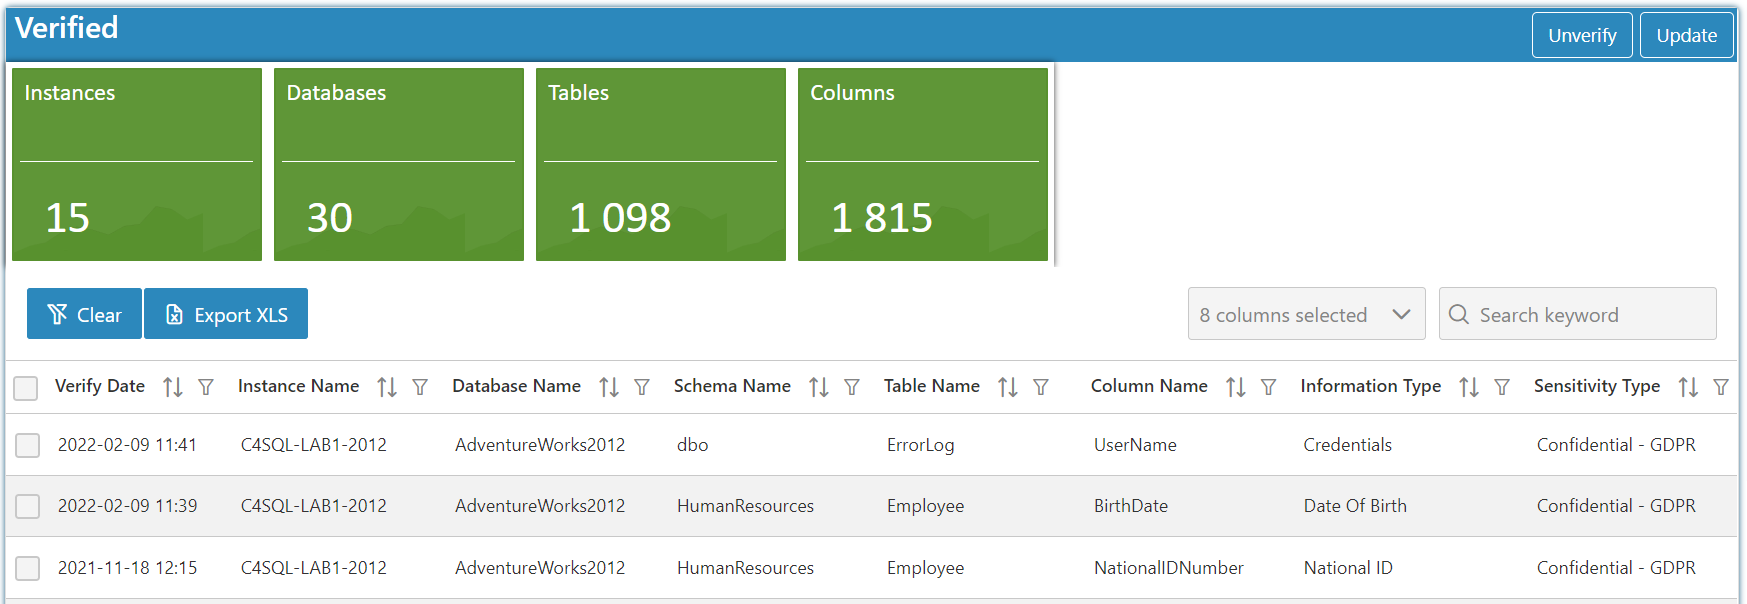 Verified
Unverify Update
Instances Databases Tables Columns
15 30 1 098 1 815
Clear Export XLS 8 columns selected Search keyword
Verify Date Instance Name Database Name Schema Name Table Name Column Name Information Type Sensitivity Type
2022-02-09 11:41 C4SQL-LAB1-2012 AdventureWorks2012 dbo ErrorLog UserName Credentials Confidential - GDPR
2022-02-09 11:39 C4SQL-LAB1-2012 AdventureWorks2012 HumanResources Employee BirthDate Date Of Birth Confidential - GDPR
2021-11-18 12:15 C4SQL-LAB1-2012 AdventureWorks2012 HumanResources Employee NationalIDNumber National ID Confidential - GDPR